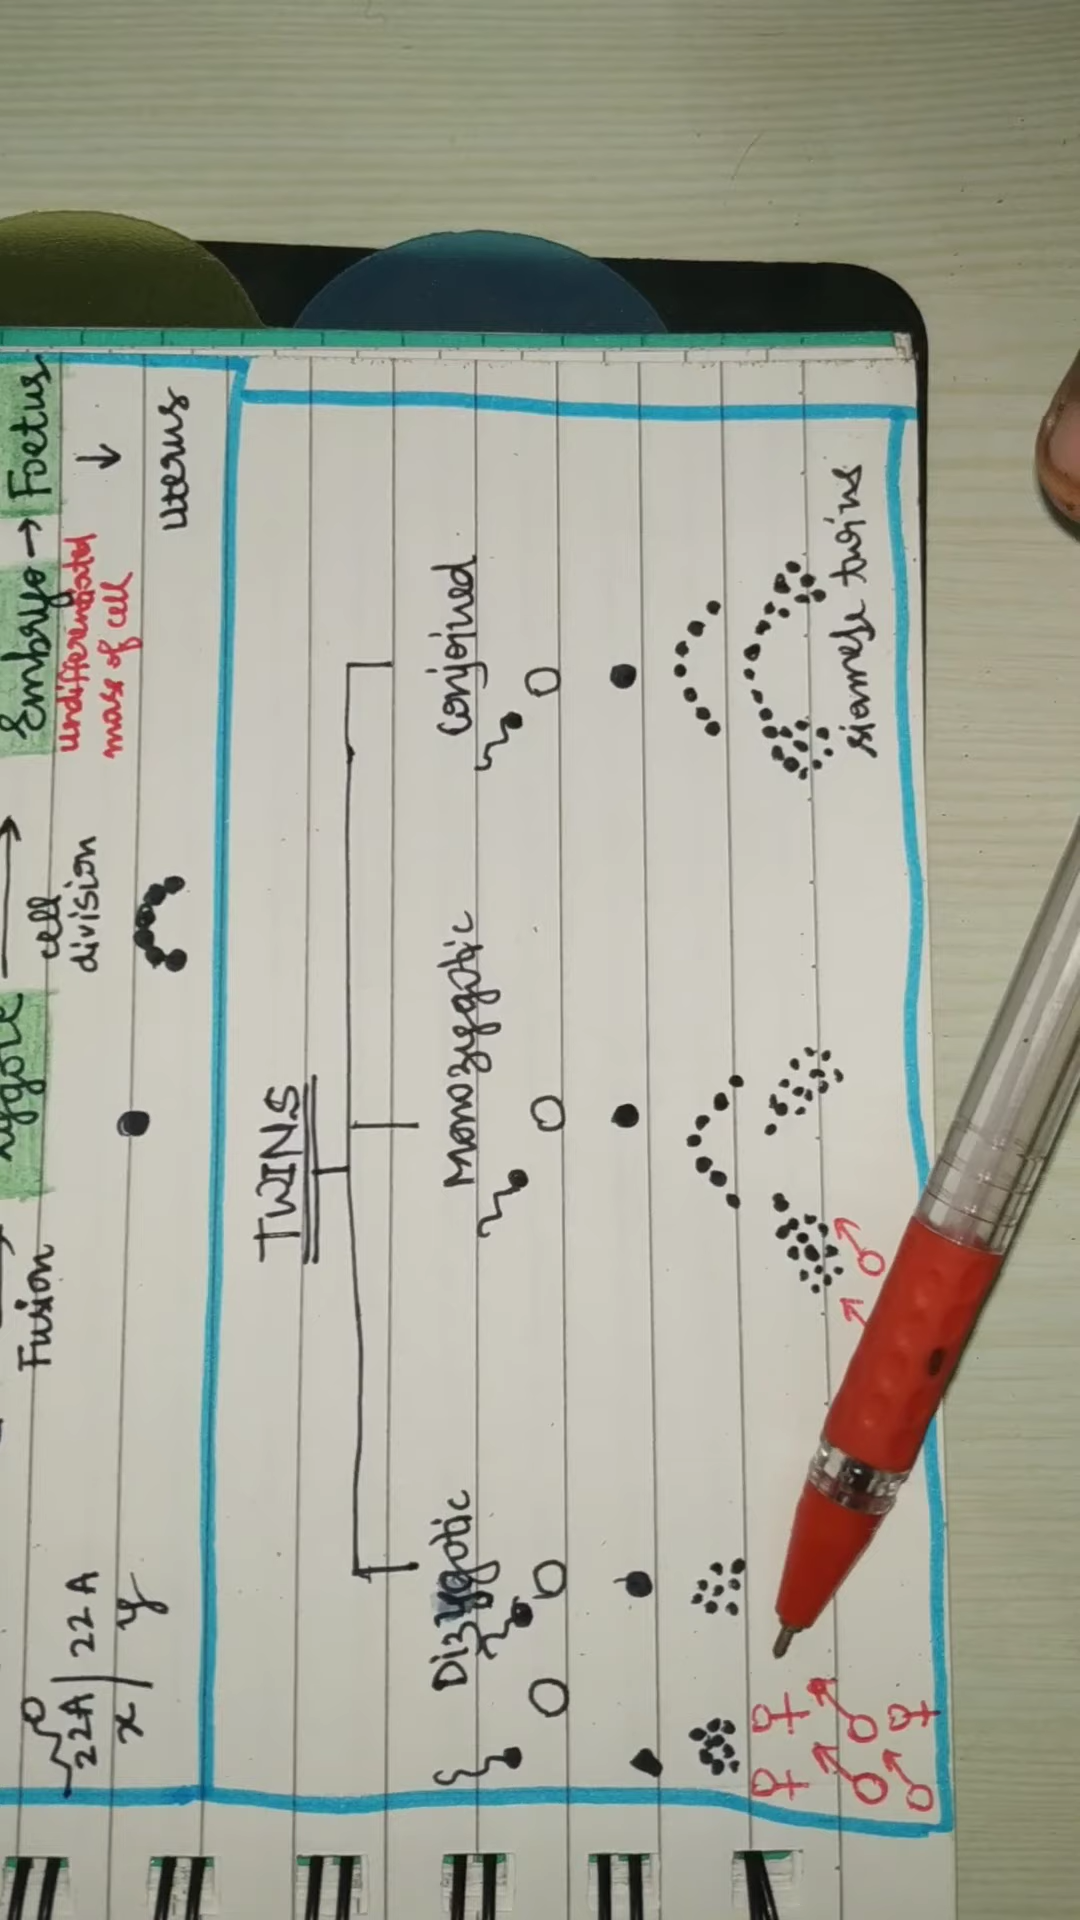 Fusion
zygote
cell
division
Embryo → Foetus
undifferentiated
mass of cell
↓
Uterus
22A | 22A
x | y
TWINS
Dizygotic
Monozygotic
Conjoined
♀ ♀
♂ ♂
♂ ♀
♂
siamese twins